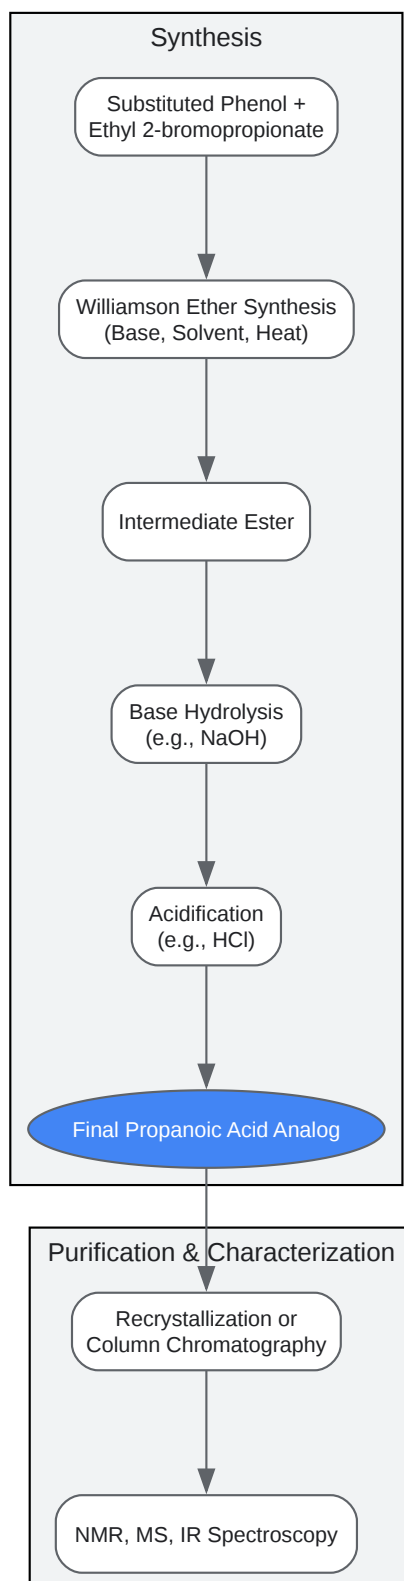 Synthesis
Substituted Phenol +
Ethyl 2-bromopropionate
Williamson Ether Synthesis
(Base, Solvent, Heat)
Intermediate Ester
Base Hydrolysis
(e.g., NaOH)
Acidification
(e.g., HCl)
Final Propanoic Acid Analog
Purification & Characterization
Recrystallization or
Column Chromatography
NMR, MS, IR Spectroscopy